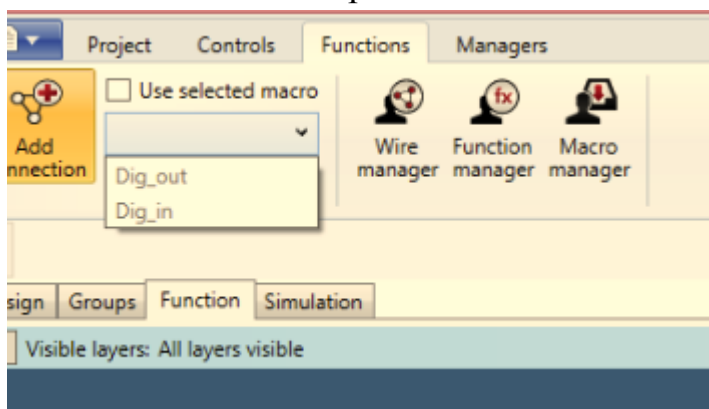 Project Controls Functions Managers
Use selected macro
Add
nnection
Dig_out
Dig_in
Wire
manager
Function
manager
Macro
manager
fx
sign Groups Function Simulation
Visible layers: All layers visible